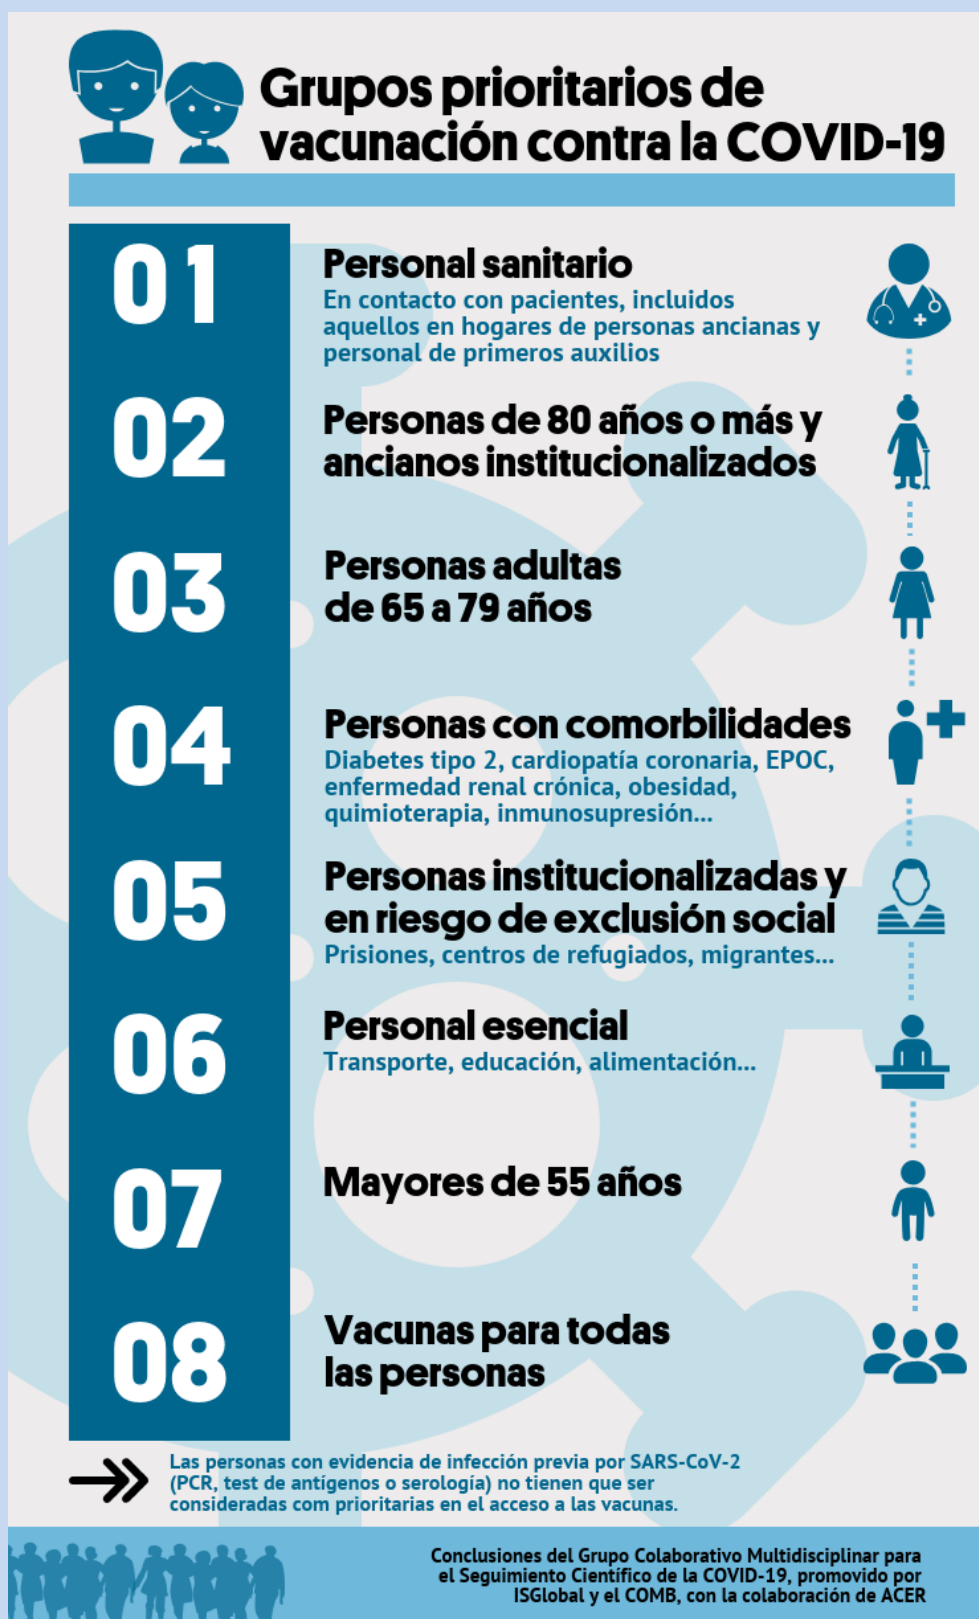 Grupos prioritarios de
vacunación contra la COVID-19
01
Personal sanitario
En contacto con pacientes, incluidos
aquellos en hogares de personas ancianas y
personal de primeros auxilios
02
Personas de 80 años o más y
ancianos institucionalizados
03
Personas adultas
de 65 a 79 años
04
Personas con comorbilidades
Diabetes tipo 2, cardiopatía coronaria, EPOC,
enfermedad renal crónica, obesidad,
quimioterapia, inmunosupresión...
05
Personas institucionalizadas y
en riesgo de exclusión social
Prisiones, centros de refugiados, migrantes...
06
Personal esencial
Transporte, educación, alimentación...
07
Mayores de 55 años
08
Vacunas para todas
las personas
Las personas con evidencia de infección previa por SARS-CoV-2
(PCR, test de antígenos o serología) no tienen que ser
consideradas com prioritarias en el acceso a las vacunas.
Conclusiones del Grupo Colaborativo Multidisciplinar para
el Seguimiento Científico de la COVID-19, promovido por
ISGlobal y el COMB, con la colaboración de ACER